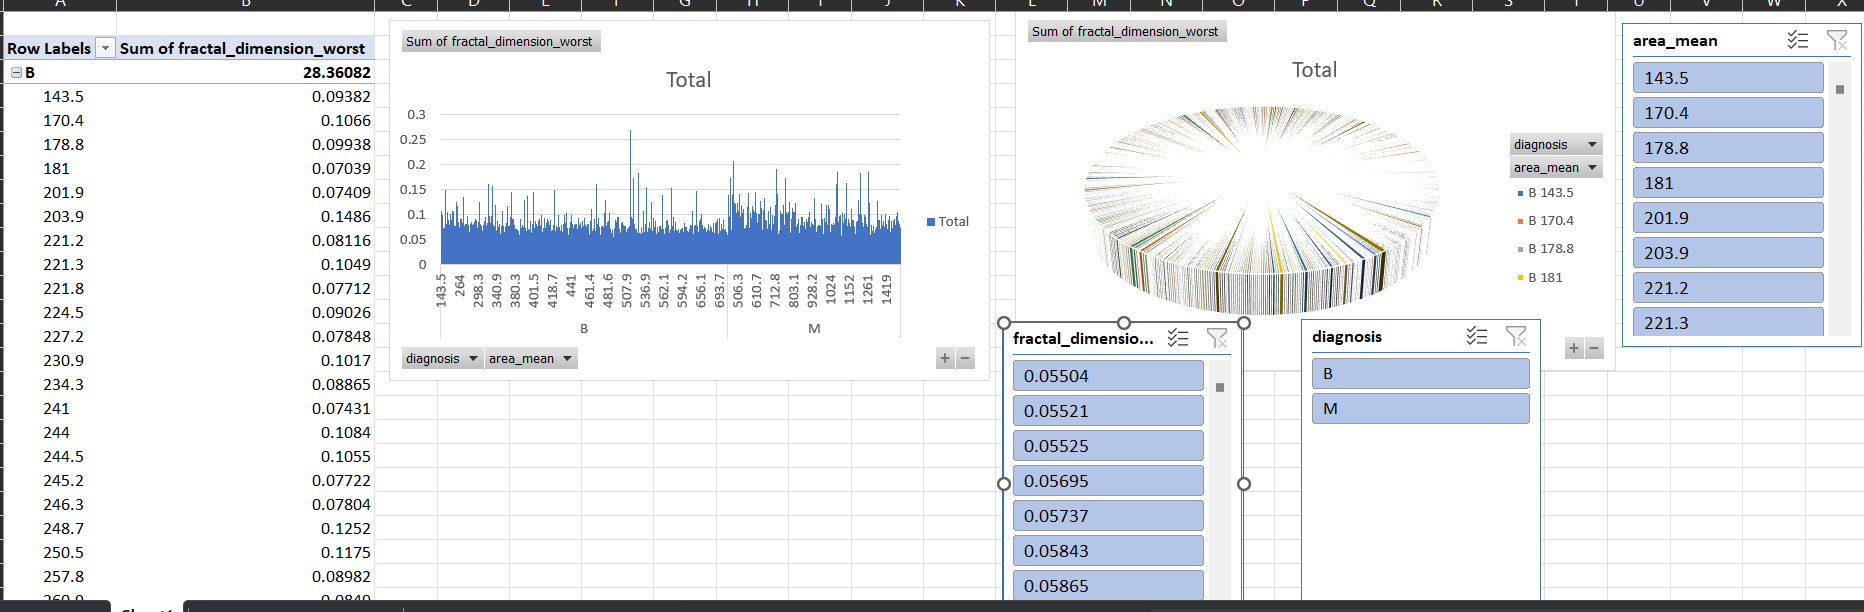 A B C D E F G H I J K L M N O P Q R S T U V W X
Row Labels Sum of fractal_dimension_worst
B 28.36082
143.5 0.09382
170.4 0.1066
178.8 0.09938
181 0.07039
201.9 0.07409
203.9 0.1486
221.2 0.08116
221.3 0.1049
221.8 0.07712
224.5 0.09026
227.2 0.07848
230.9 0.1017
234.3 0.08865
241 0.07431
244 0.1084
244.5 0.1055
245.2 0.07722
246.3 0.07804
248.7 0.1252
250.5 0.1175
257.8 0.08982
Sum of fractal_dimension_worst
Total
0.3
0.25
0.2
0.15
0.1
0.05
0
143.5 264 298.3 340.9 380.3 401.5 418.7 441 461.4 481.6 507.9 536.9 562.1 594.2 656.1 693.7 506.3 610.7 712.8 803.1 928.2 1024 1152 1261 1419
B M
Total
diagnosis area_mean
+ −
Sum of fractal_dimension_worst
Total
diagnosis
area_mean
B 143.5
B 170.4
B 178.8
B 181
+ −
fractal_dimensio...
0.05504
0.05521
0.05525
0.05695
0.05737
0.05843
0.05865
diagnosis
B
M
area_mean
143.5
170.4
178.8
181
201.9
203.9
221.2
221.3